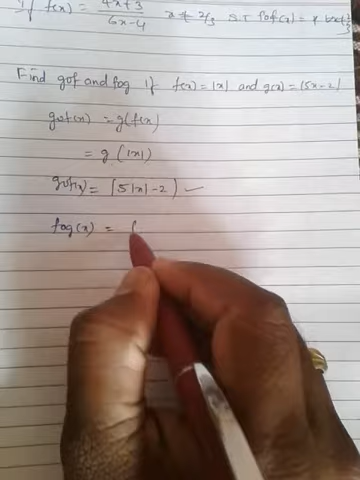 If f(x) = 4x+3 / 6x-4 x ≠ 2/3 S.T fof(x) = x
Find gof and fog If f(x) = |x| and g(x) = |5x-2|
gof(x) = g(f(x)
= g (|x|)
gof(x) = |5|x|-2)
fog(x) = (